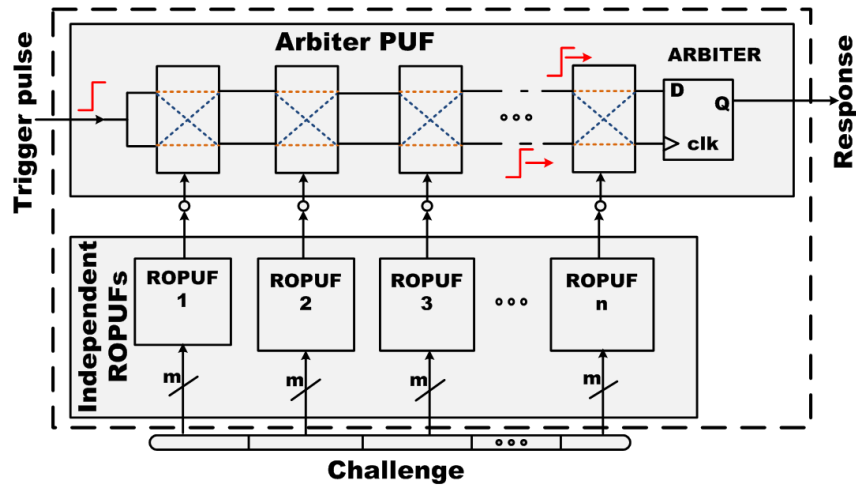 Arbiter PUF
ARBITER
Trigger pulse
D
Q
clk
Response
Independent
ROPUFs
ROPUF
1
ROPUF
2
ROPUF
3
ROPUF
n
m
m
m
m
Challenge